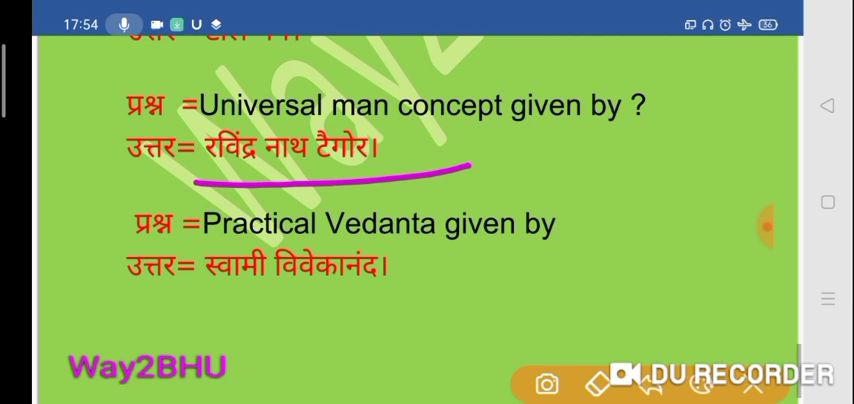 17:54
36
प्रश्न =Universal man concept given by ?
उत्तर= रविंद्र नाथ टैगोर।
प्रश्न =Practical Vedanta given by
उत्तर= स्वामी विवेकानंद।
Way2BHU
DU RECORDER